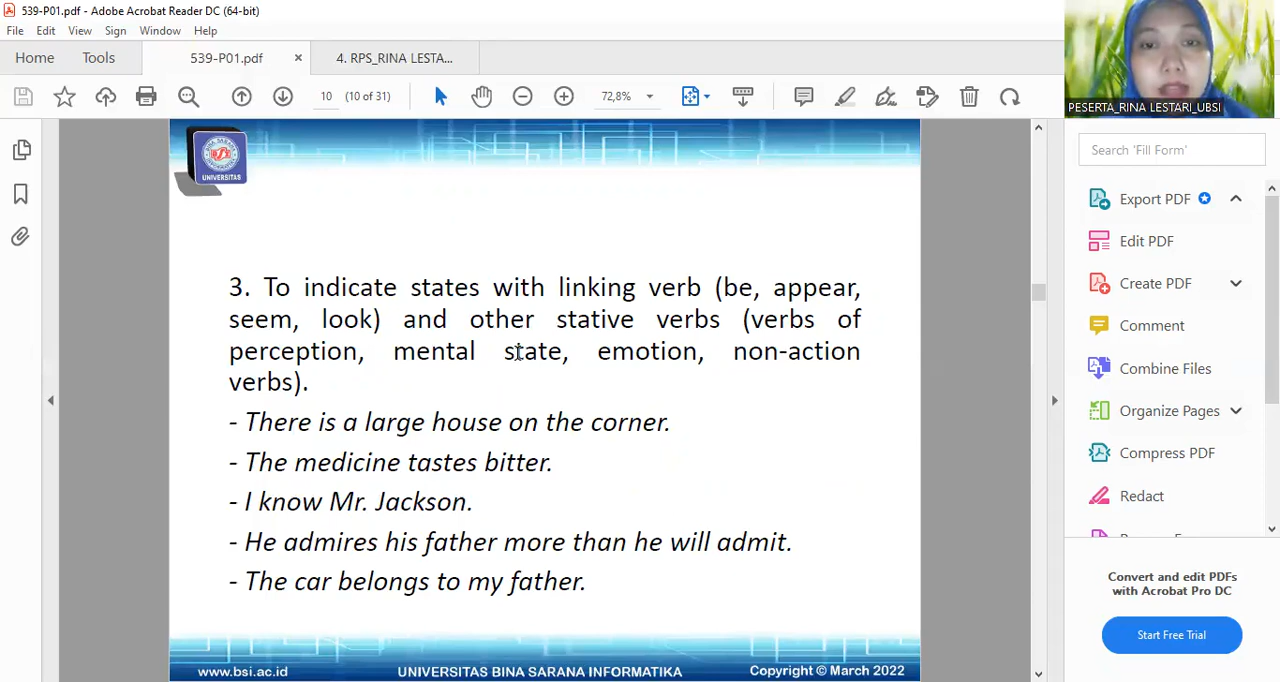 539-P01.pdf - Adobe Acrobat Reader DC (64-bit)
File Edit View Sign Window Help
Home Tools 539-P01.pdf × 4. RPS_RINA LESTA...
10 (10 of 31) 72,8%
PESERTA_RINA LESTARI_UBSI
UNIVERSITAS
3. To indicate states with linking verb (be, appear,
seem, look) and other stative verbs (verbs of
perception, mental state, emotion, non-action
verbs).
- There is a large house on the corner.
- The medicine tastes bitter.
- I know Mr. Jackson.
- He admires his father more than he will admit.
- The car belongs to my father.
www.bsi.ac.id UNIVERSITAS BINA SARANA INFORMATIKA Copyright © March 2022
Search 'Fill Form'
Export PDF
Edit PDF
Create PDF
Comment
Combine Files
Organize Pages
Compress PDF
Redact
Convert and edit PDFs
with Acrobat Pro DC
Start Free Trial